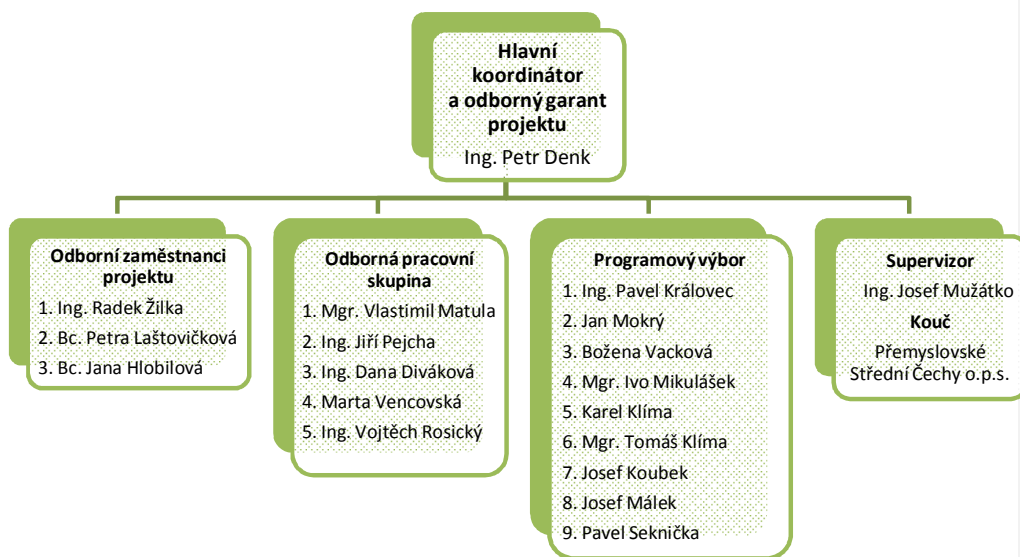 Hlavní
koordinátor
a odborný garant
projektu
Ing. Petr Denk
Odborní zaměstnanci
projektu
1. Ing. Radek Žilka
2. Bc. Petra Laštovičková
3. Bc. Jana Hlobilová
Odborná pracovní
skupina
1. Mgr. Vlastimil Matula
2. Ing. Jiří Pejcha
3. Ing. Dana Diváková
4. Marta Vencovská
5. Ing. Vojtěch Rosický
Programový výbor
1. Ing. Pavel Královec
2. Jan Mokrý
3. Božena Vacková
4. Mgr. Ivo Mikulášek
5. Karel Klíma
6. Mgr. Tomáš Klíma
7. Josef Koubek
8. Josef Málek
9. Pavel Seknička
Supervizor
Ing. Josef Mužátko
Kouč
Přemyslovské
Střední Čechy o.p.s.